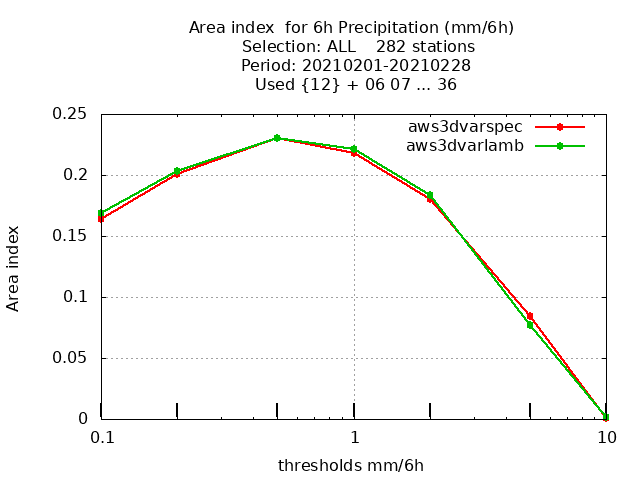 Area index  for 6h Precipitation (mm/6h)
Selection: ALL    282 stations
Period: 20210201-20210228
Used {12} + 06 07 ... 36
aws3dvarspec
aws3dvarlamb
0.25
0.2
0.15
0.1
0.05
0
Area index
0.1
1
10
thresholds mm/6h